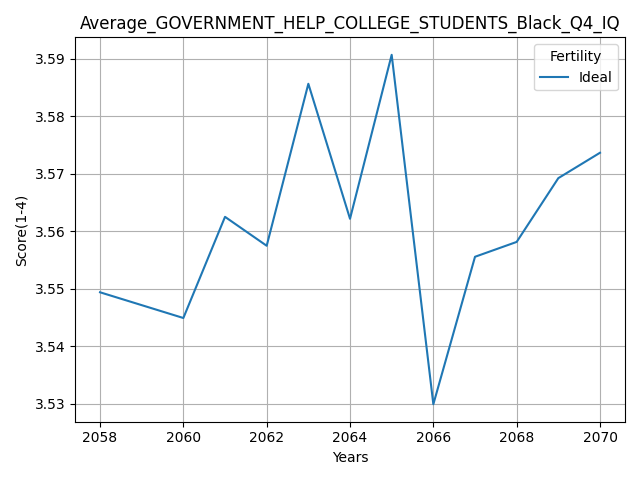 Average_GOVERNMENT_HELP_COLLEGE_STUDENTS_Black_Q4_IQ
Fertility
Ideal
3.59
3.58
3.57
3.56
3.55
3.54
3.53
Score(1-4)
2058 2060 2062 2064 2066 2068 2070
Years